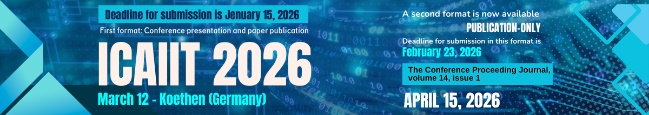 Deadline for submission is Jenuary 15, 2026
First format: Conference presentation and paper publication
ICAIIT 2026
March 12 - Koethen (Germany)
A second format is now available
PUBLICATION-ONLY
Deadline for submission in this format is
February 23, 2026
The Conference Proceeding Journal,
volume 14, issue 1
APRIL 15, 2026